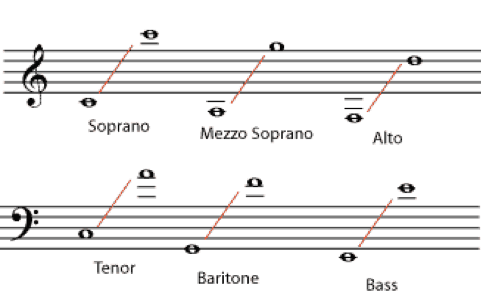 Soprano
Mezzo Soprano
Alto
Tenor
Baritone
Bass